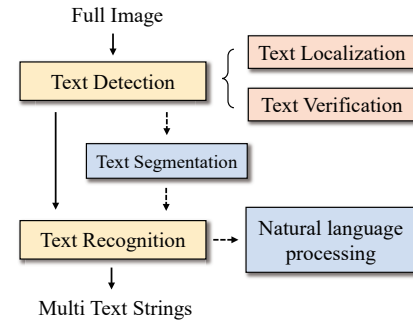 Full Image
Text Detection
Text Localization
Text Verification
Text Segmentation
Text Recognition
Natural language
processing
Multi Text Strings